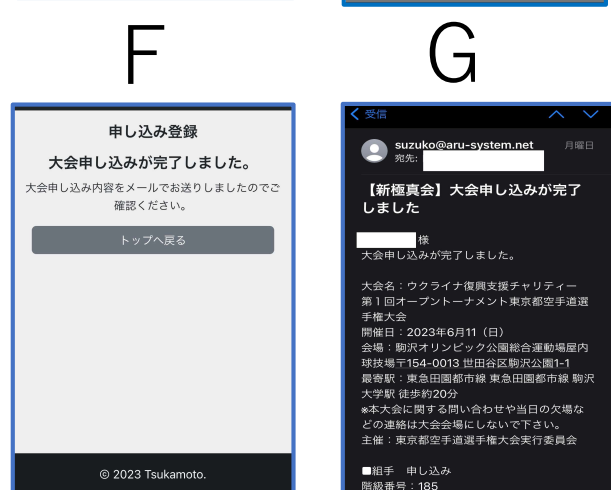 F
G
申し込み登録
大会申し込みが完了しました。
大会申し込み内容をメールでお送りしましたのでご
確認ください。
トップへ戻る
© 2023 Tsukamoto.
受信
suzuko@aru-system.net 月曜日
宛先:
【新極真会】大会申し込みが完了
しました
様
大会申し込みが完了しました。
大会名：ウクライナ復興支援チャリティー
第１回オープントーナメント東京都空手道選
手権大会
開催日：2023年6月11（日）
会場：駒沢オリンピック公園総合運動場屋内
球技場〒154-0013 世田谷区駒沢公園1-1
最寄駅：東急田園都市線 東急田園都市線 駒沢
大学駅 徒歩約20分
※本大会に関する問い合わせや当日の欠場な
どの連絡は大会会場にしないで下さい。
主催：東京都空手道選手権大会実行委員会
■組手　申し込み
階級番号：185